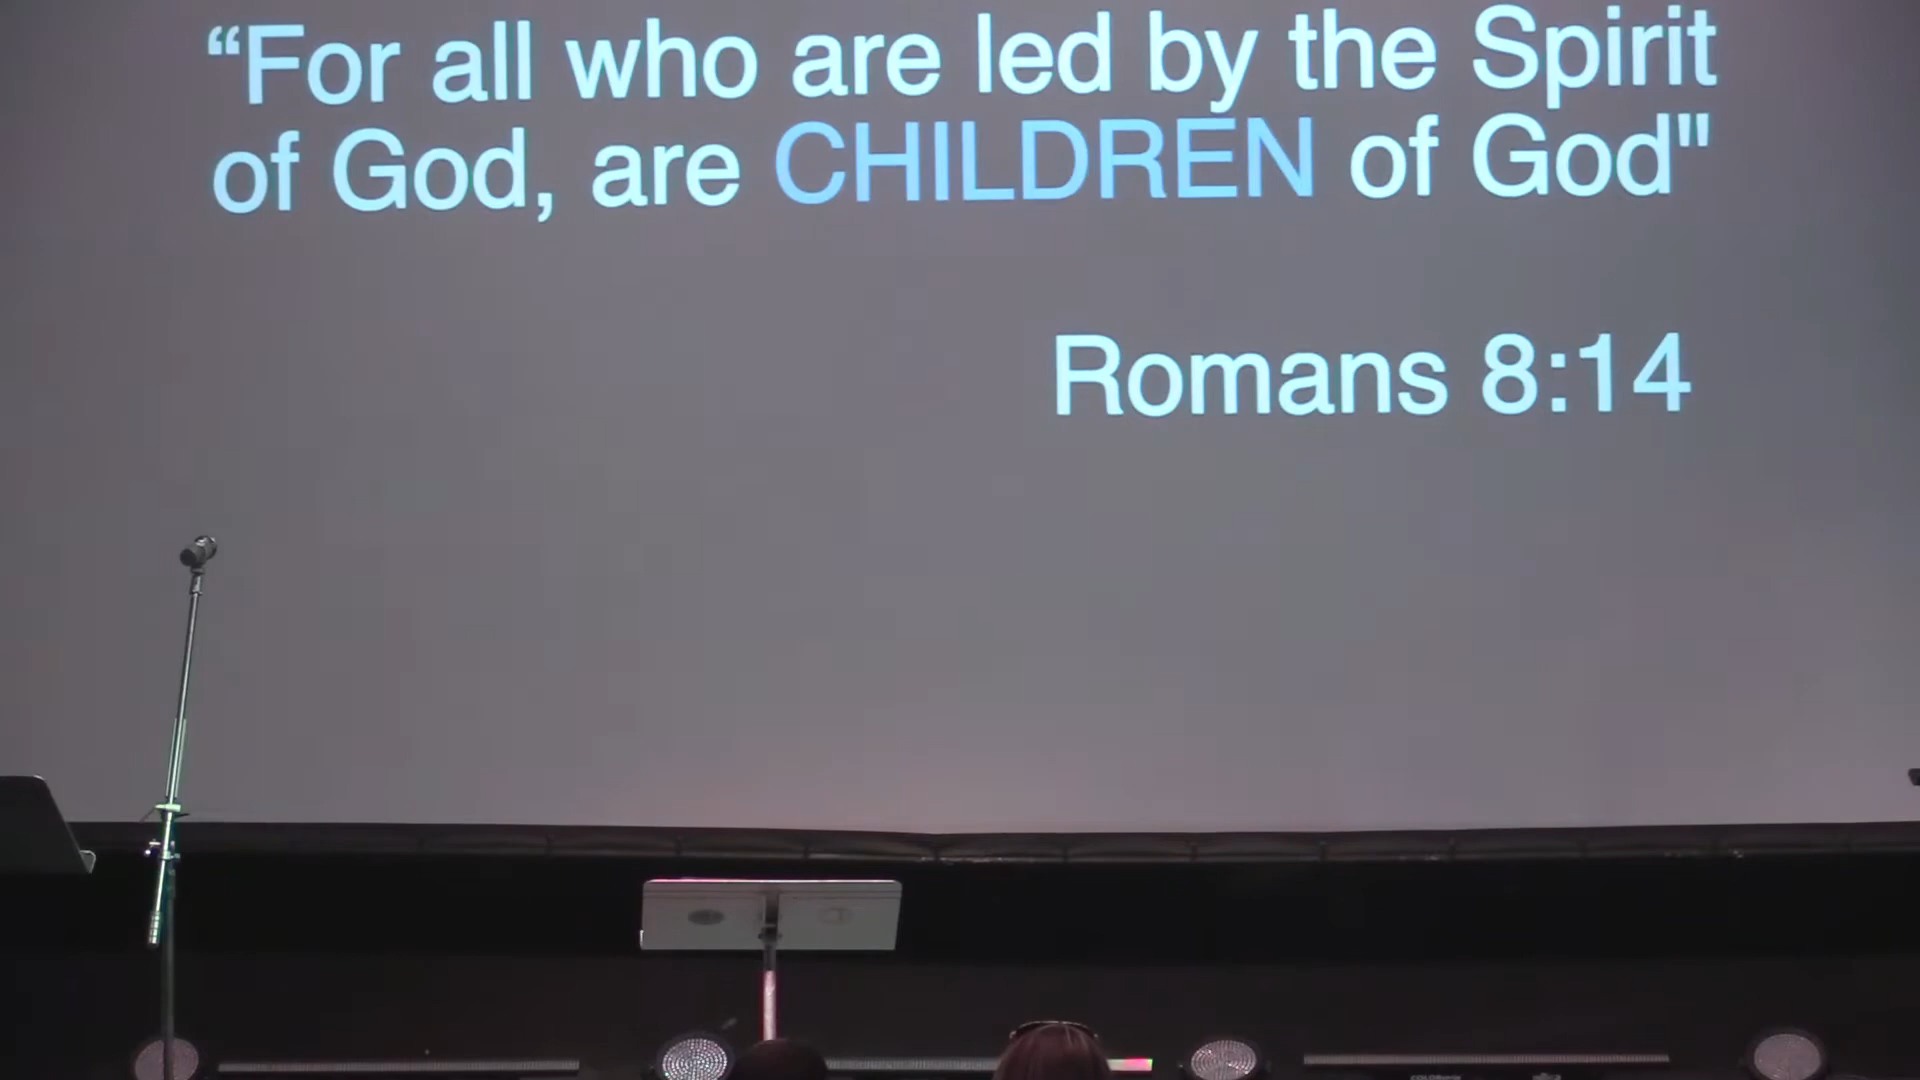 “For all who are led by the Spirit
of God, are CHILDREN of God"
Romans 8:14